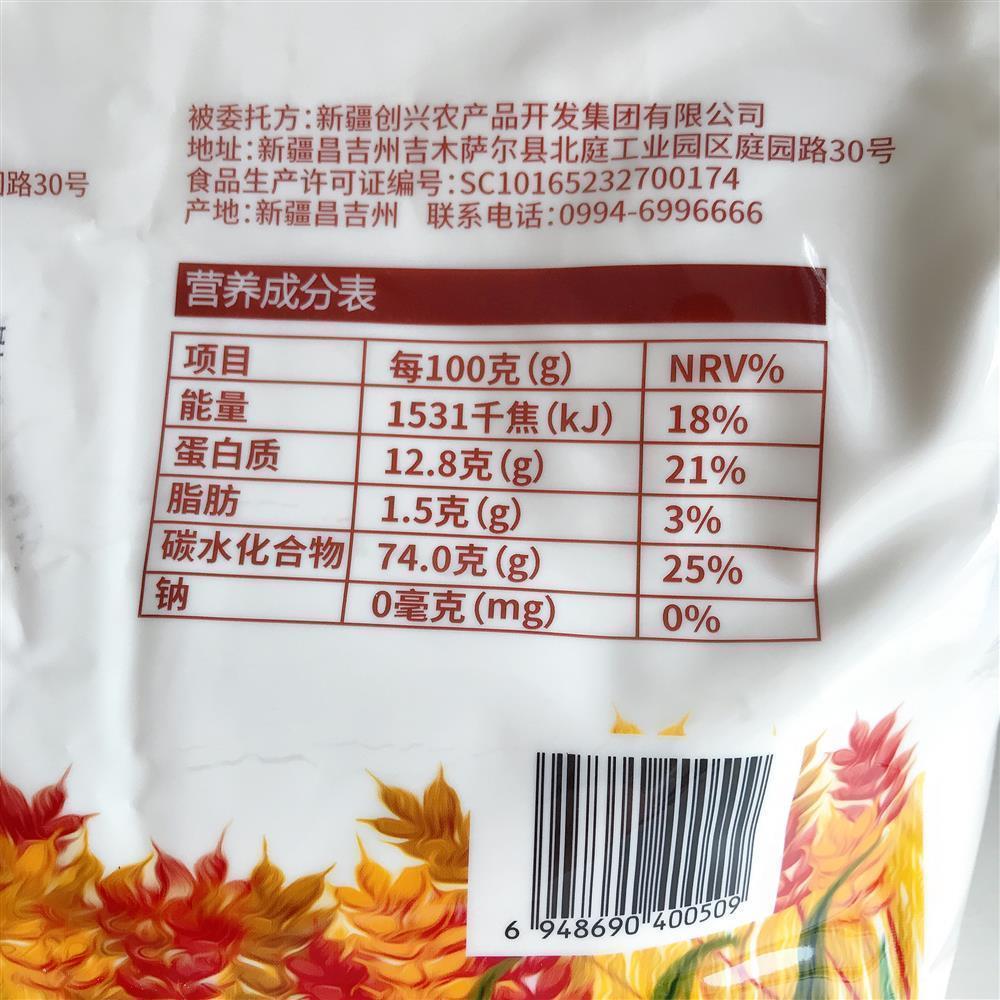 被委托方:新疆创兴农产品开发集团有限公司
地址:新疆昌吉州吉木萨尔县北庭工业园区庭园路30号
路30号
食品生产许可证编号:SC10165232700174
产地:新疆昌吉州 联系电话:0994-6996666
营养成分表
项目 每100克(g) NRV%
能量 1531千焦(kJ) 18%
蛋白质 12.8克(g) 21%
脂肪 1.5克(g) 3%
碳水化合物 74.0克(g) 25%
钠 0毫克(mg) 0%
6 948690 400509